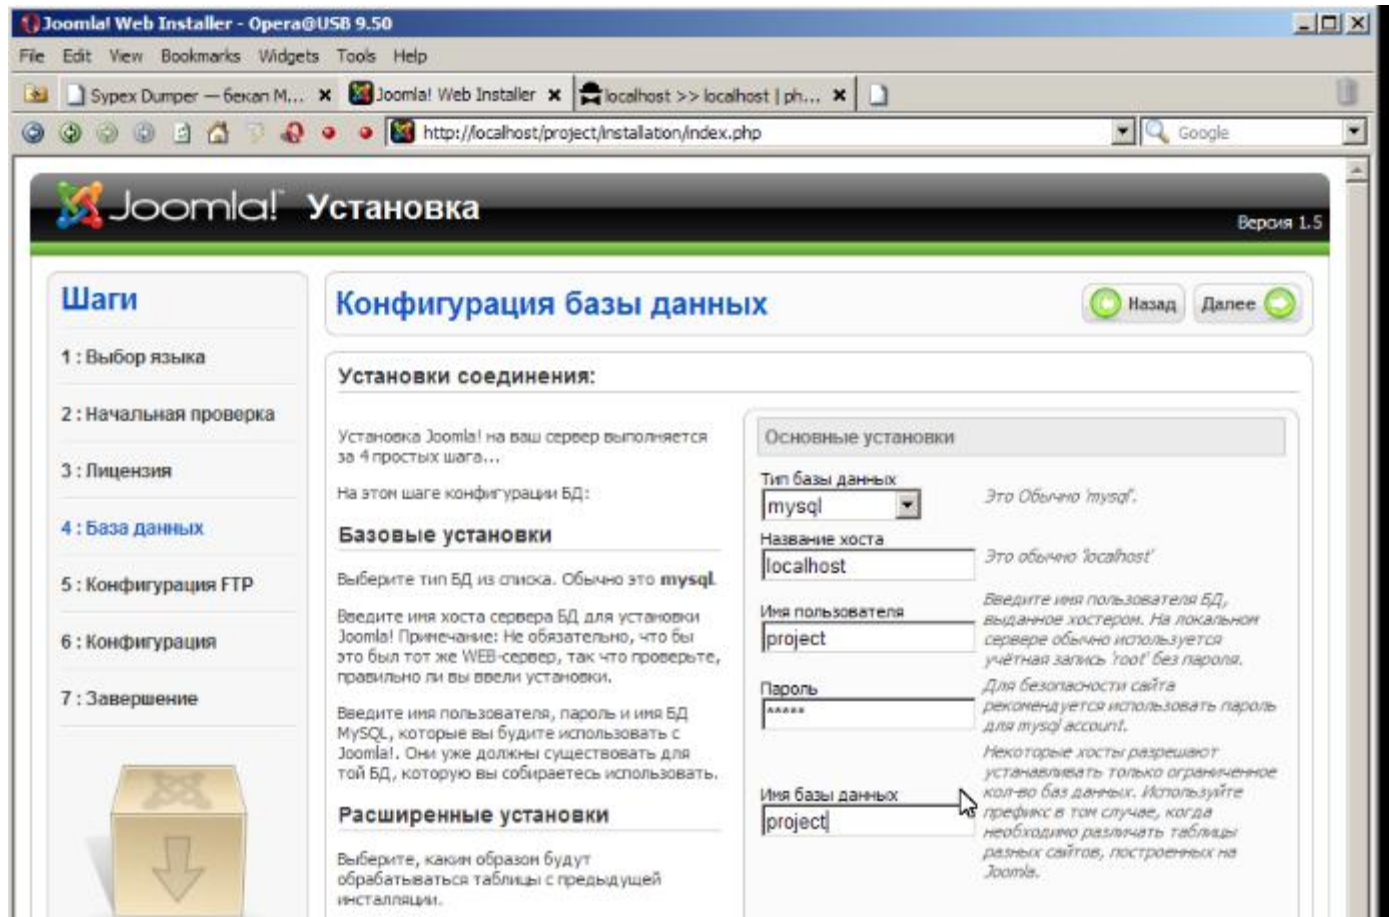 Joomla! Web Installer - Opera@USB 9.50
File Edit View Bookmarks Widgets Tools Help
Sypex Dumper — бекап M... Joomla! Web Installer localhost >> localhost | ph...
http://localhost/project/installation/index.php Google
Joomla! Установка
Версия 1.5
Шаги
1 : Выбор языка
2 : Начальная проверка
3 : Лицензия
4 : База данных
5 : Конфигурация FTP
6 : Конфигурация
7 : Завершение
Конфигурация базы данных
Назад Далее
Установки соединения:
Установка Joomla! на ваш сервер выполняется
за 4 простых шага...
На этом шаге конфигурации БД:
Базовые установки
Выберите тип БД из списка. Обычно это mysql.
Введите имя хоста сервера БД для установки
Joomla! Примечание: Не обязательно, что бы
это был тот же WEB-сервер, так что проверьте,
правильно ли вы ввели установки.
Введите имя пользователя, пароль и имя БД
MySQL, которые вы будите использовать с
Joomla!. Они уже должны существовать для
той БД, которую вы собираетесь использовать.
Расширенные установки
Выберите, каким образом будут
обрабатываться таблицы с предыдущей
инсталляции.
Основные установки
Тип базы данных
mysql
Это Обычно 'mysql'.
Название хоста
localhost
Это обычно 'localhost'
Имя пользователя
project
Введите имя пользователя БД,
выданное хостером. На локальном
сервере обычно используется
учётная запись 'root' без пароля.
Пароль
*****
Для безопасности сайта
рекомендуется использовать пароль
для mysql account.
Имя базы данных
project
Некоторые хосты разрешают
устанавливать только ограниченное
кол-во баз данных. Используйте
префикс в том случае, когда
необходимо различать таблицы
разных сайтов, построенных на
Joomla.